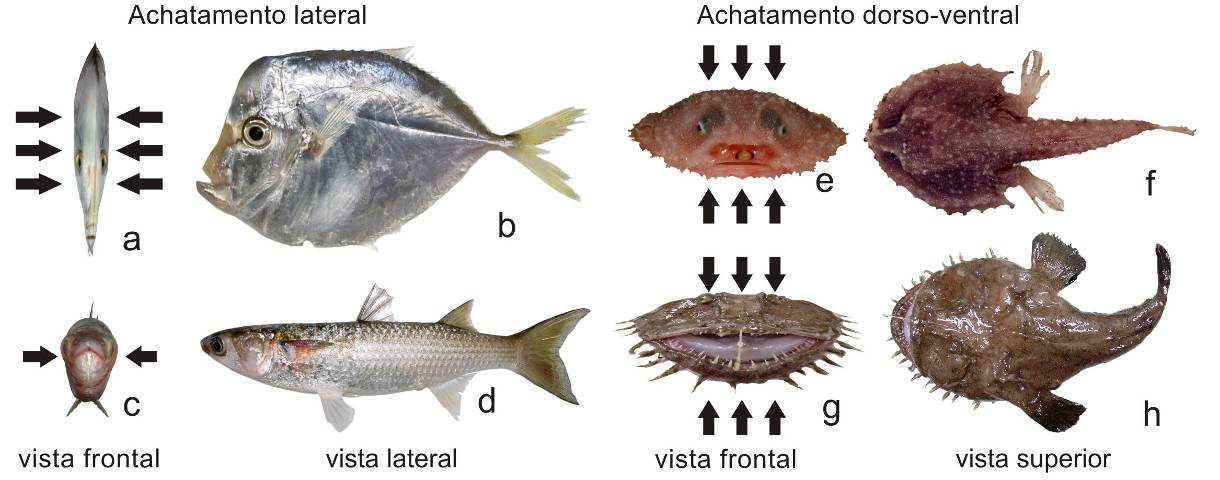 Achatamento lateral
Achatamento dorso-ventral
a
b
e
f
c
d
g
h
vista frontal
vista lateral
vista frontal
vista superior